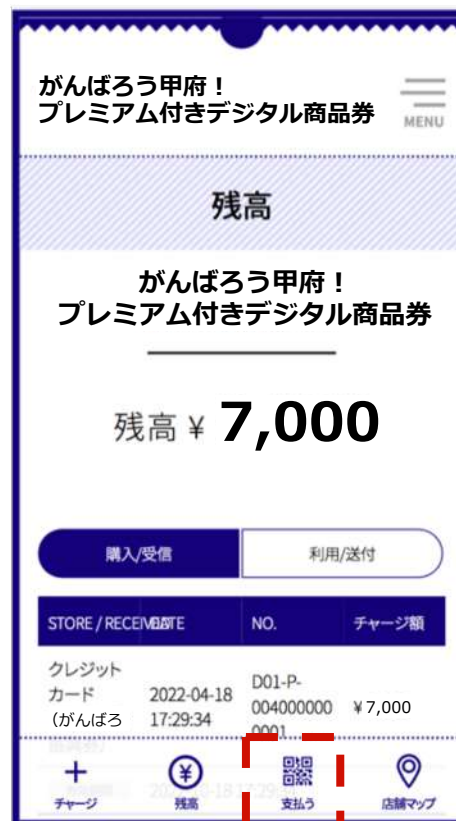 がんばろう甲府！
プレミアム付きデジタル商品券
MENU
残高
がんばろう甲府！
プレミアム付きデジタル商品券
残高 ¥ 7,000
購入/受信
利用/送付
STORE / RECEIVER DATE NO. チャージ額
クレジット
カード
（がんばろ
2022-04-18
17:29:34
D01-P-
004000000
0001
¥7,000
チャージ
残高
支払う
店舗マップ